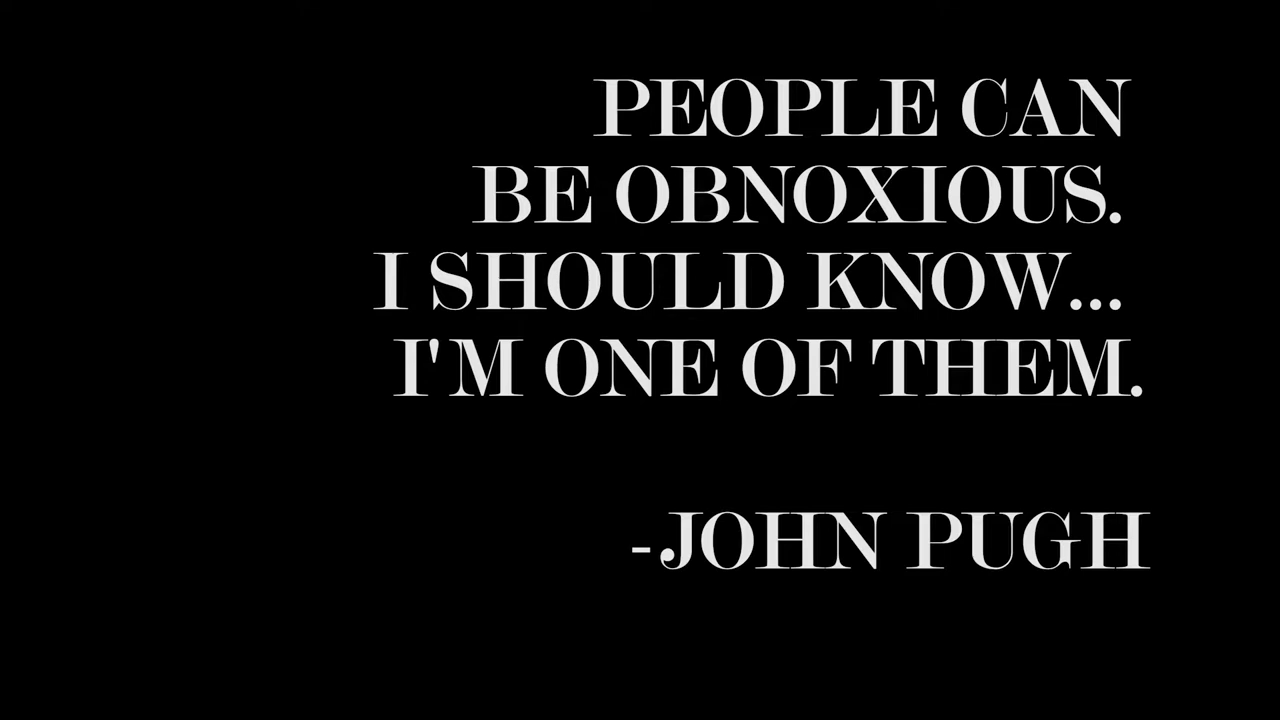 PEOPLE CAN
BE OBNOXIOUS.
I SHOULD KNOW...
I'M ONE OF THEM.
-JOHN PUGH